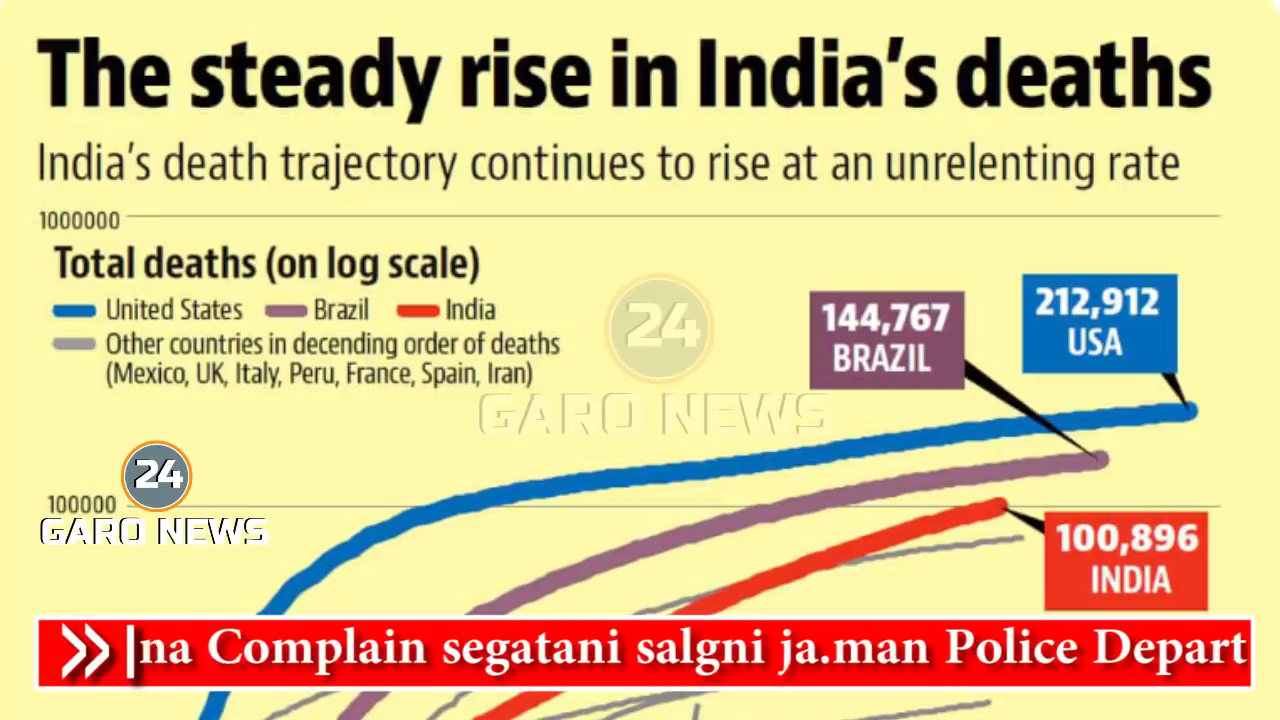 The steady rise in India's deaths
India's death trajectory continues to rise at an unrelenting rate
1000000
Total deaths (on log scale)
United States Brazil India
Other countries in decending order of deaths
(Mexico, UK, Italy, Peru, France, Spain, Iran)
144,767
BRAZIL
212,912
USA
24
GARO NEWS
24
100000
GARO NEWS
100,896
INDIA
na Complain segatani salgni ja.man Police Depart